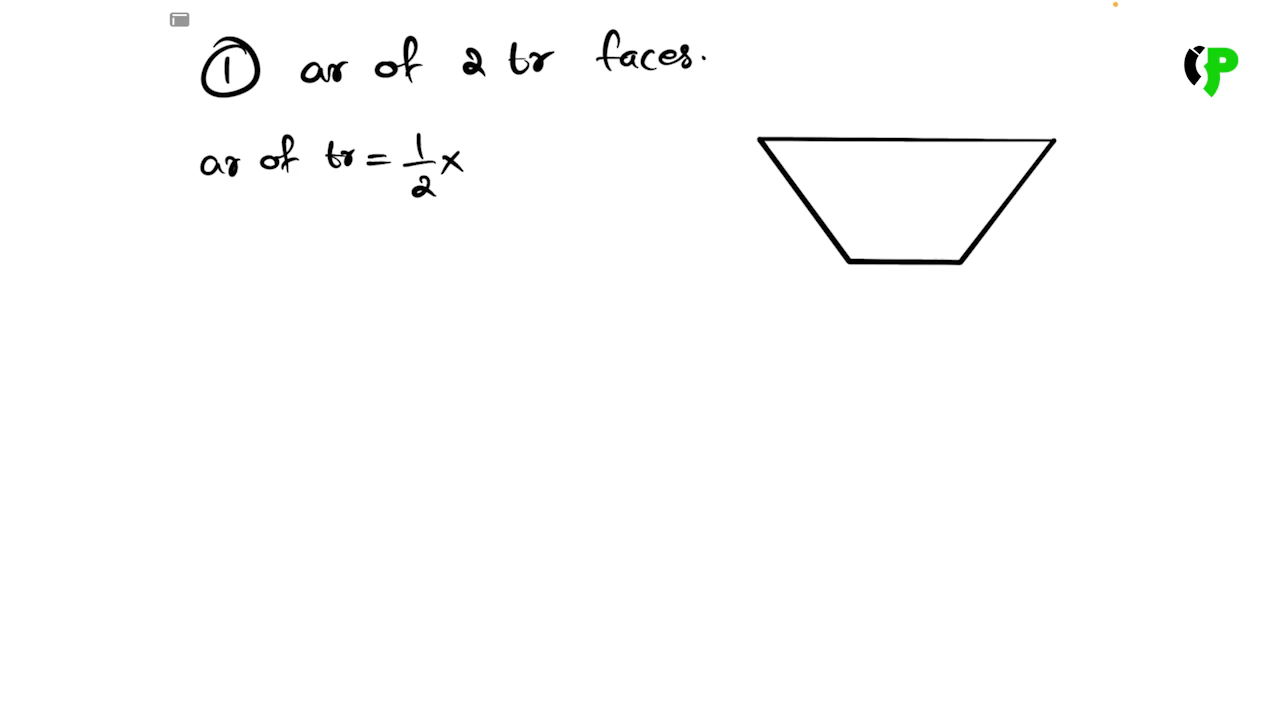 ① ar of 2 tr faces.
ar of tr = 1/2 x